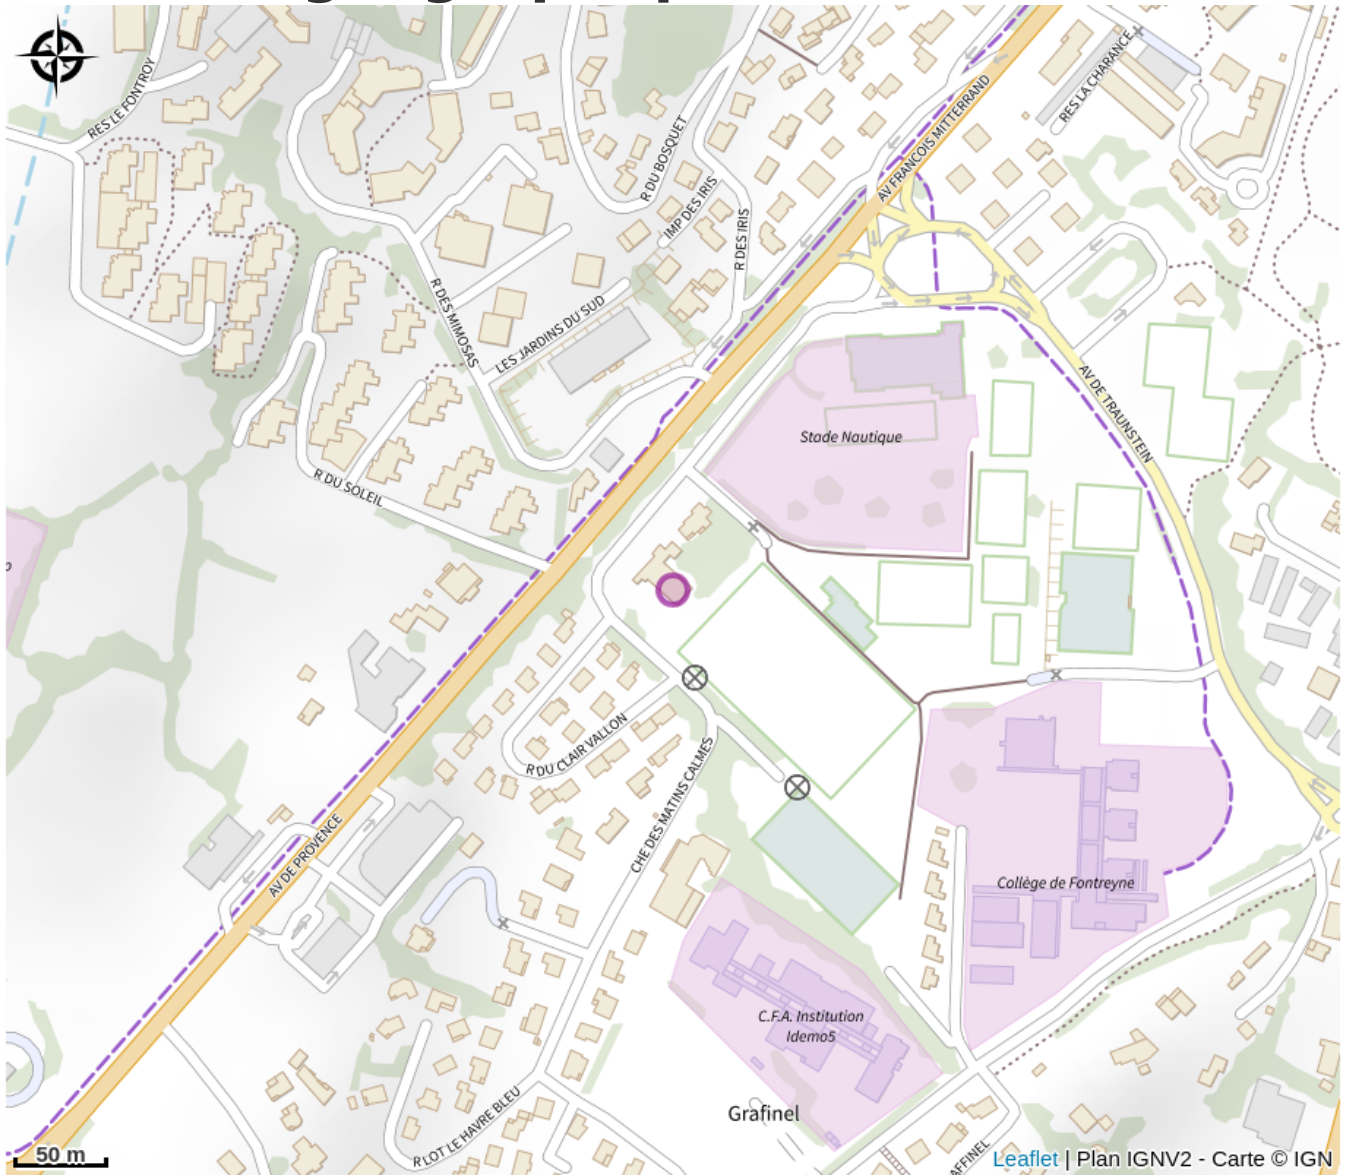 RES LE FONTROY
R DU BOSQUET
IMP DES IRIS
R DES IRIS
AV FRANCOIS MITTERRAND
RES LA CHARANCE
R DES MIMOSAS
LES JARDINS DU SUD
AV DE TRAUNSTEIN
Stade Nautique
R DU SOLEIL
R DU CLAIR VALLON
CHE DES MATINS CALMES
AV DE PROVENCE
Collège de Fontreyne
C.F.A. Institution
Idemo5
Grafinel
R LOT LE HAVRE BLEU
AFFINEL
50 m
Leaflet | Plan IGNV2 - Carte © IGN